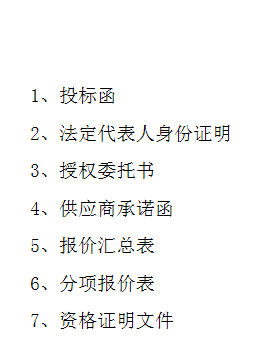 1、投标函
2、法定代表人身份证明
3、授权委托书
4、供应商承诺函
5、报价汇总表
6、分项报价表
7、资格证明文件